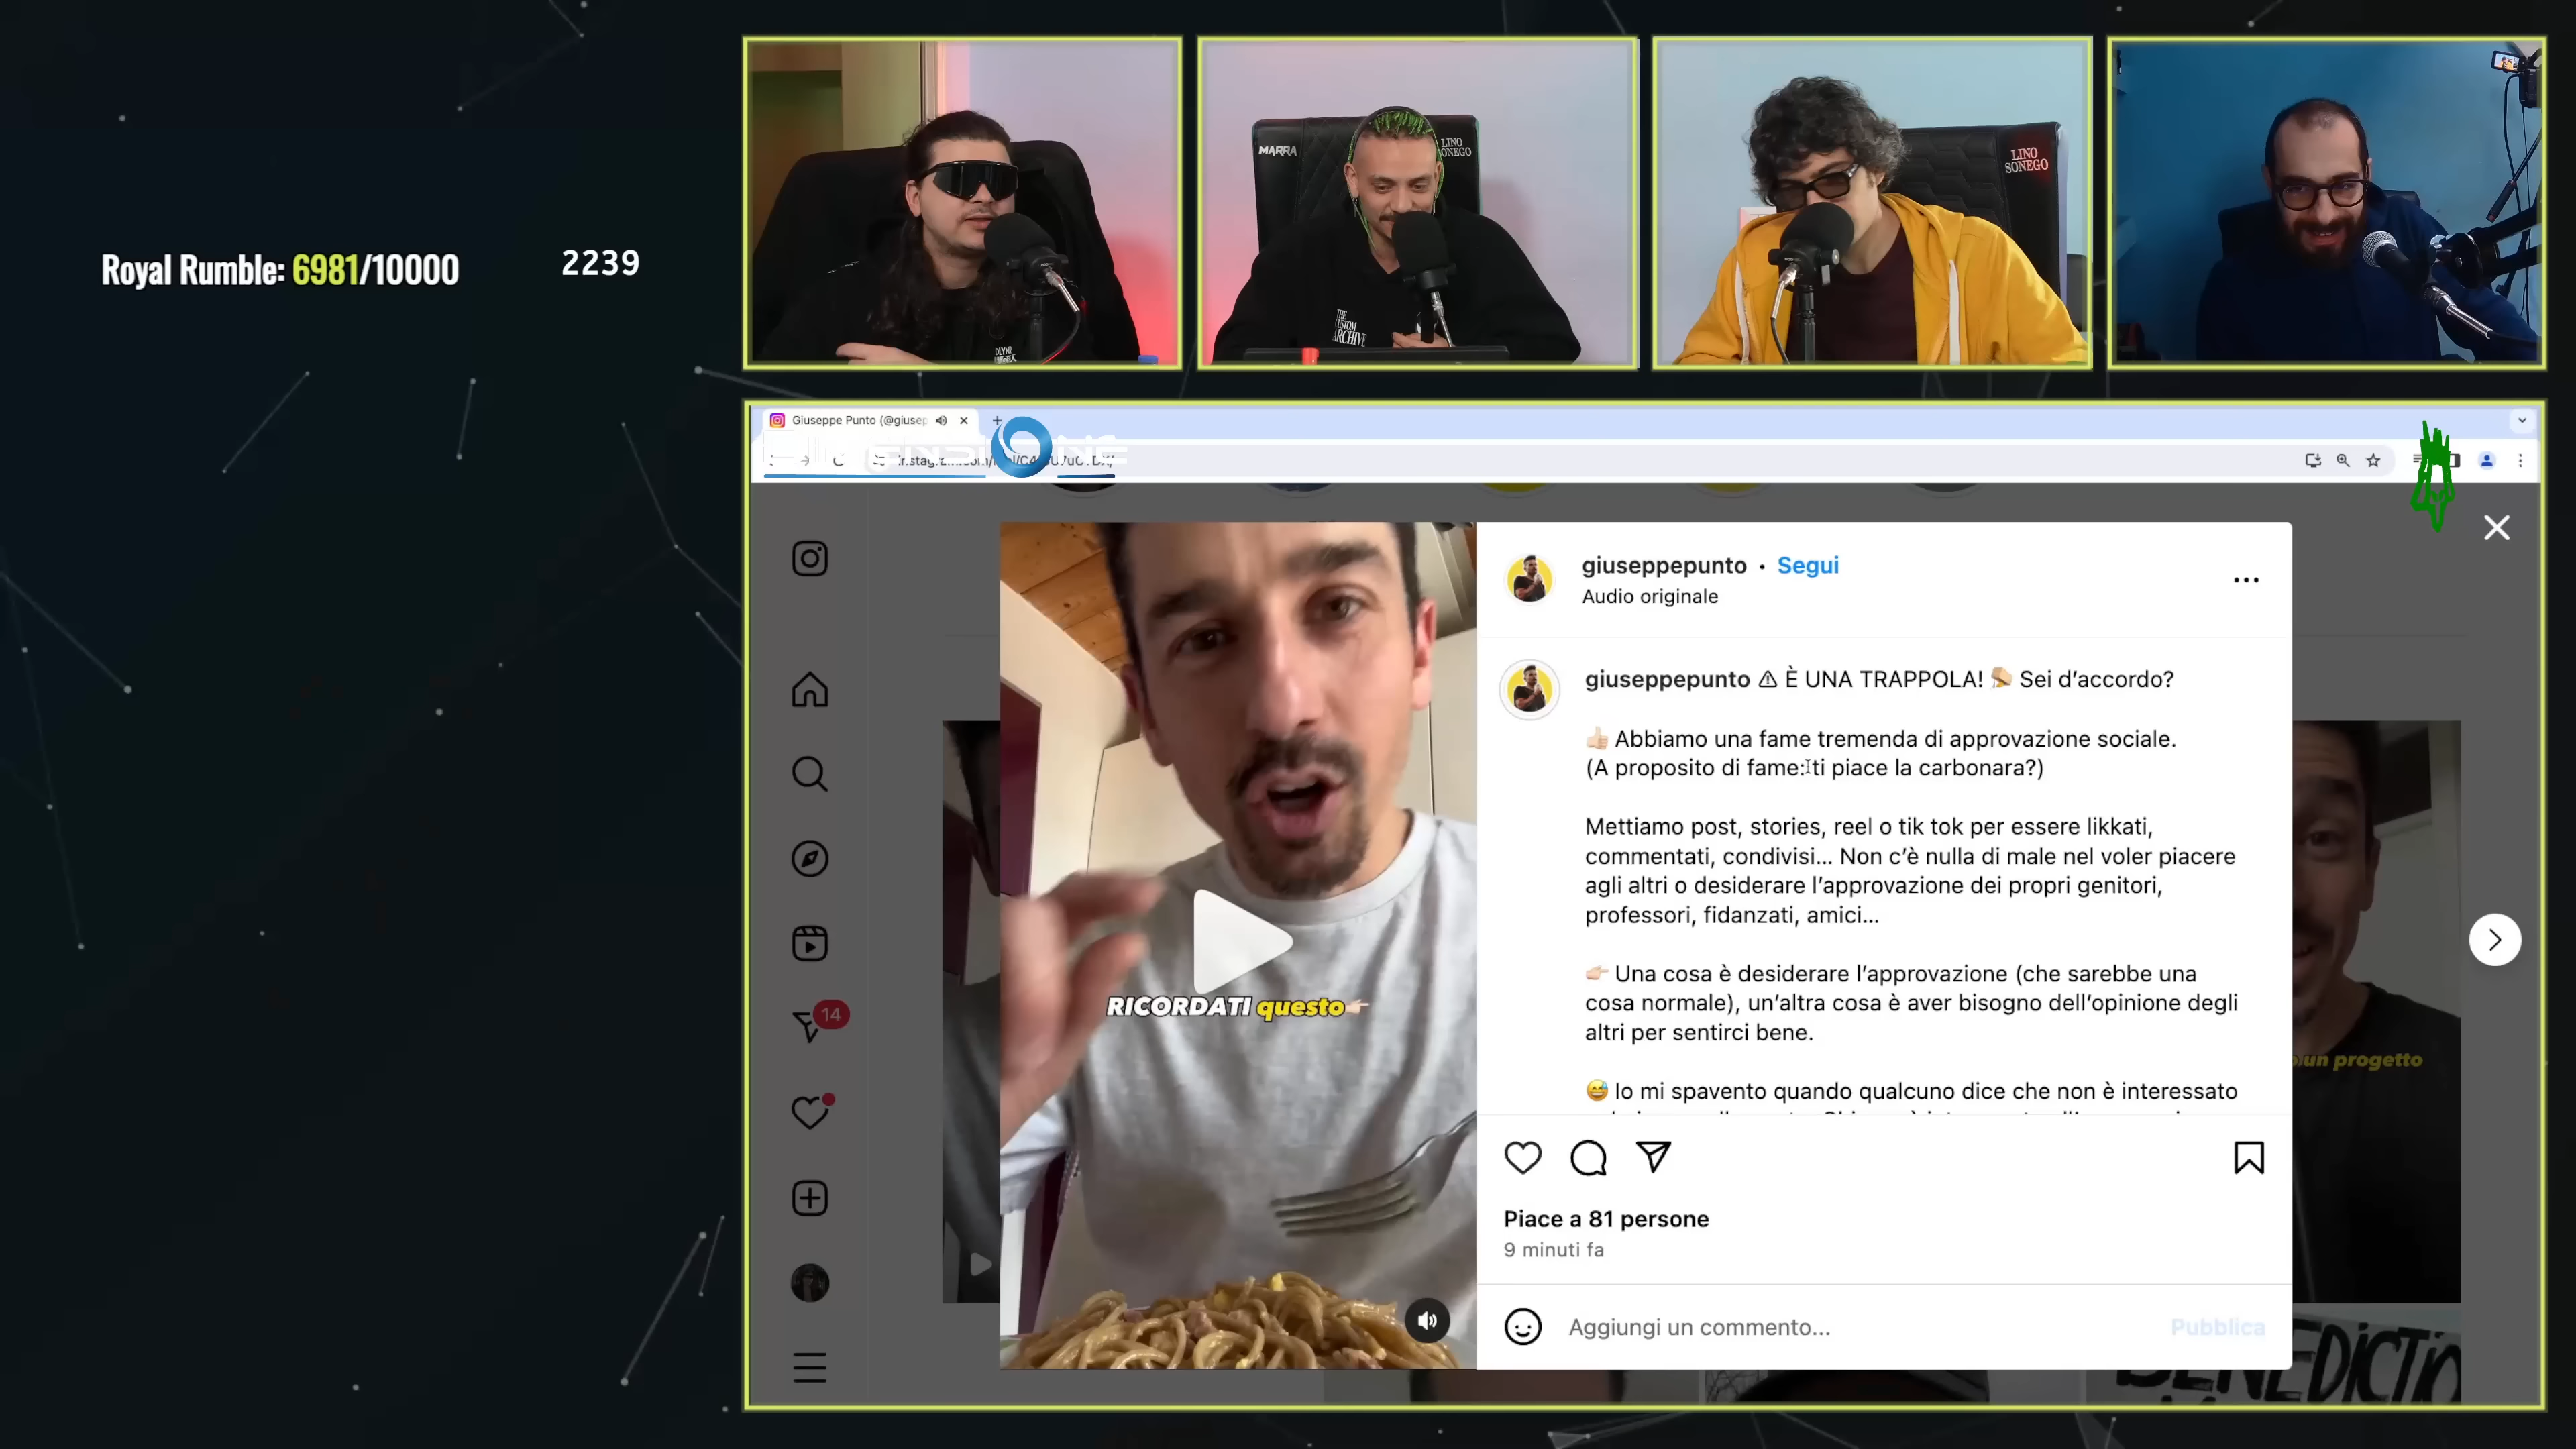 Royal Rumble: 6981/10000
2239
MARRA
LINO
SONEGO
THE
CUSTOM
ARCHIVE
LINO
SONEGO
Giuseppe Punto (@giusep
giuseppepunto • Segui
Audio originale
giuseppepunto ⚠ È UNA TRAPPOLA! 🪤 Sei d’accordo?
👍🏻 Abbiamo una fame tremenda di approvazione sociale.
(A proposito di fame: ti piace la carbonara?)
Mettiamo post, stories, reel o tik tok per essere likkati,
commentati, condivisi... Non c’è nulla di male nel voler piacere
agli altri o desiderare l’approvazione dei propri genitori,
professori, fidanzati, amici...
👉🏻 Una cosa è desiderare l’approvazione (che sarebbe una
cosa normale), un’altra cosa è aver bisogno dell’opinione degli
altri per sentirci bene.
😅 Io mi spavento quando qualcuno dice che non è interessato
RICORDATI questo👉🏻
14
un progetto
Piace a 81 persone
9 minuti fa
Aggiungi un commento...
Pubblica